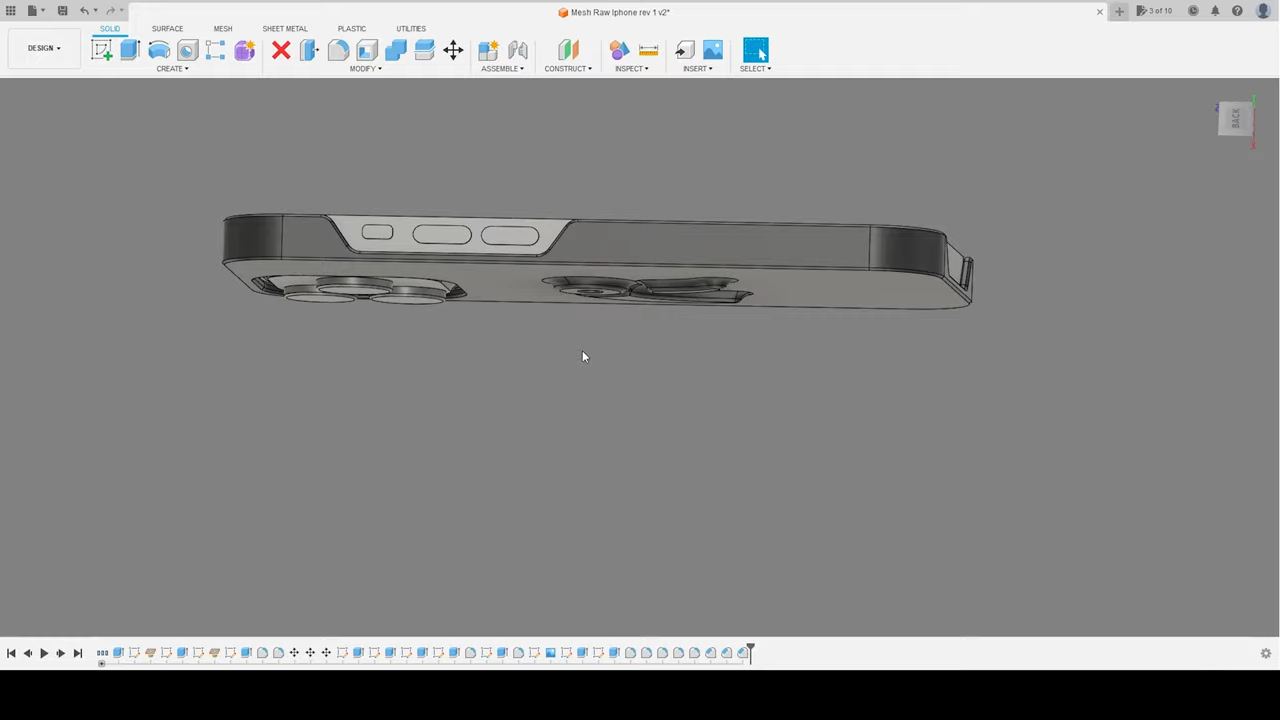 Mesh Raw Iphone rev 1 v2*
3 of 10
SOLID SURFACE MESH SHEET METAL PLASTIC UTILITIES
DESIGN
CREATE MODIFY ASSEMBLE CONSTRUCT INSPECT INSERT SELECT
BACK